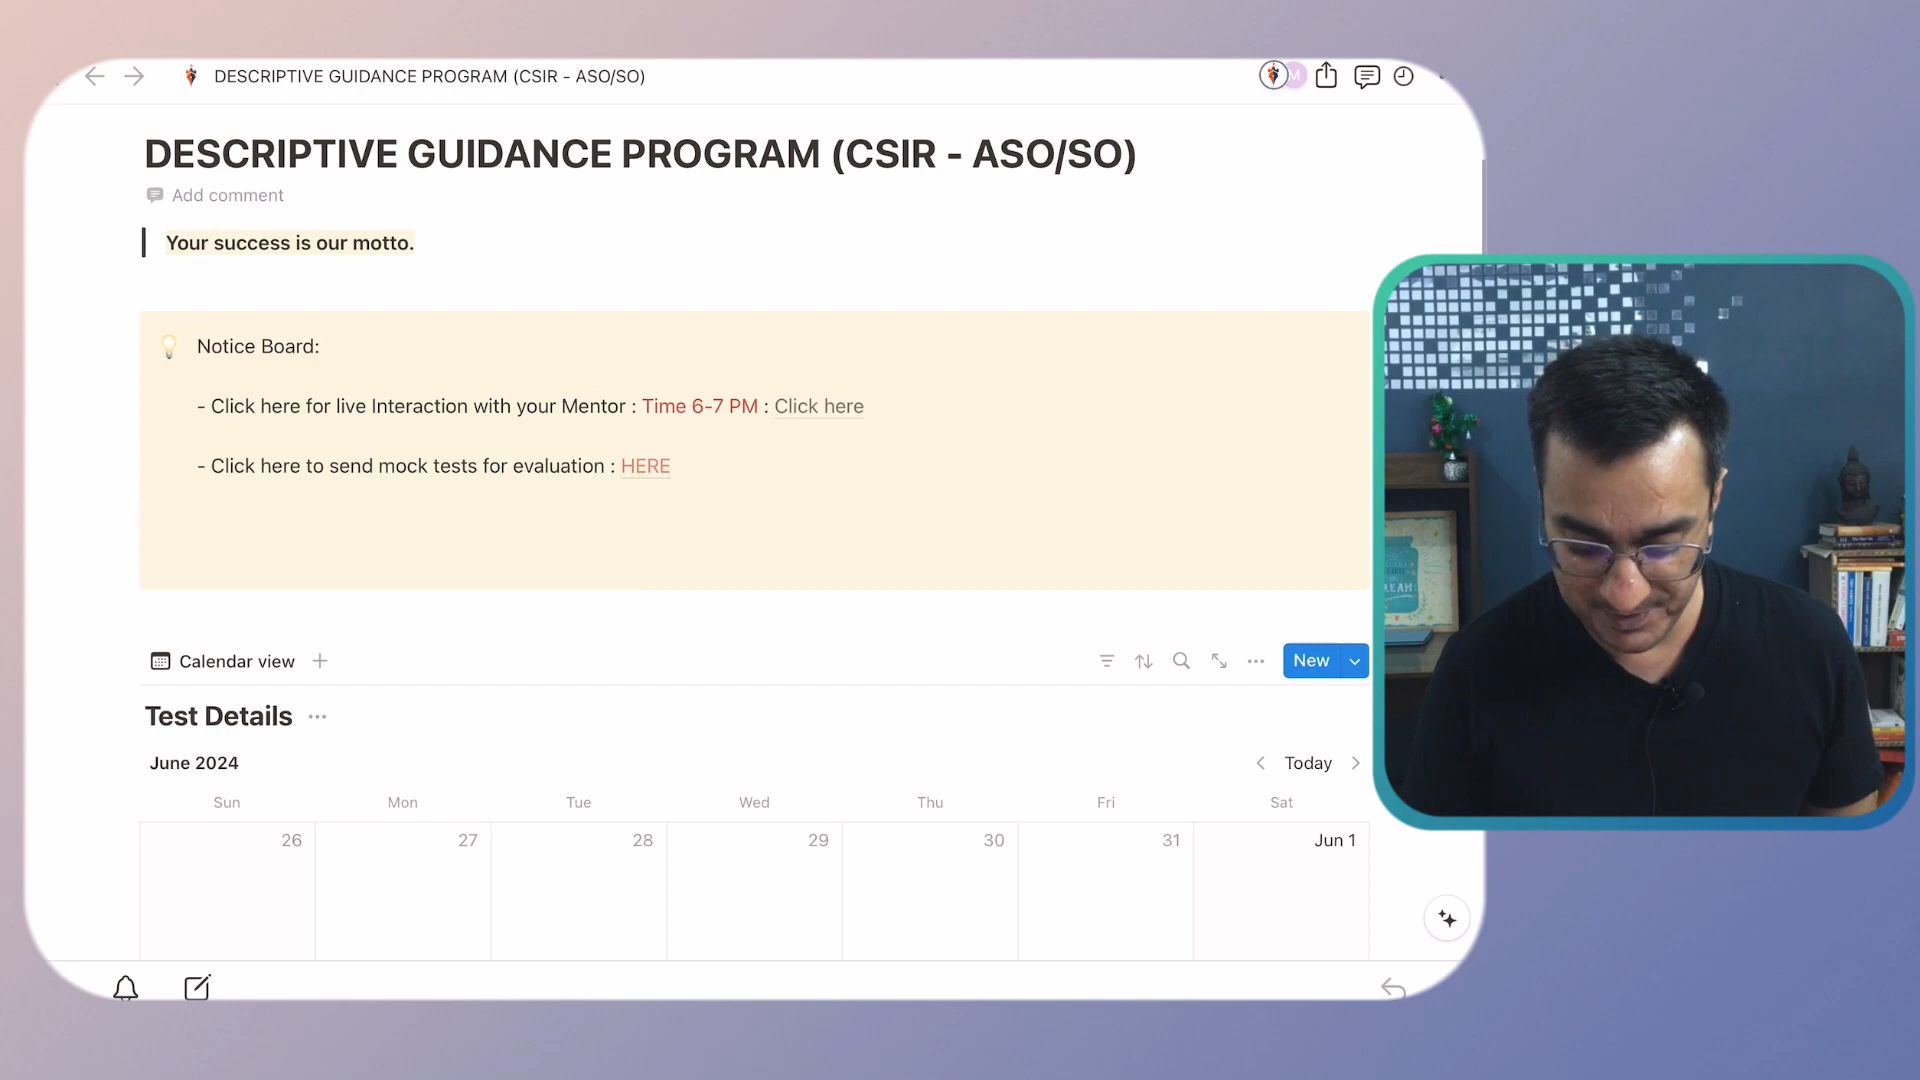 DESCRIPTIVE GUIDANCE PROGRAM (CSIR - ASO/SO)
M
DESCRIPTIVE GUIDANCE PROGRAM (CSIR - ASO/SO)
Add comment
Your success is our motto.
Notice Board:
- Click here for live Interaction with your Mentor : Time 6-7 PM : Click here
- Click here to send mock tests for evaluation : HERE
Calendar view
New
Test Details
June 2024
Today
Sun Mon Tue Wed Thu Fri Sat
26 27 28 29 30 31 Jun 1